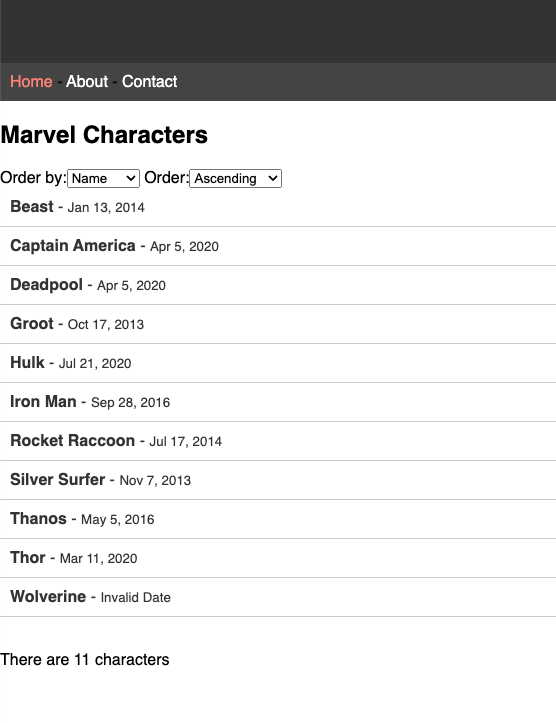 Home - About - Contact
Marvel Characters
Order by: Name Order: Ascending
Beast - Jan 13, 2014
Captain America - Apr 5, 2020
Deadpool - Apr 5, 2020
Groot - Oct 17, 2013
Hulk - Jul 21, 2020
Iron Man - Sep 28, 2016
Rocket Raccoon - Jul 17, 2014
Silver Surfer - Nov 7, 2013
Thanos - May 5, 2016
Thor - Mar 11, 2020
Wolverine - Invalid Date
There are 11 characters